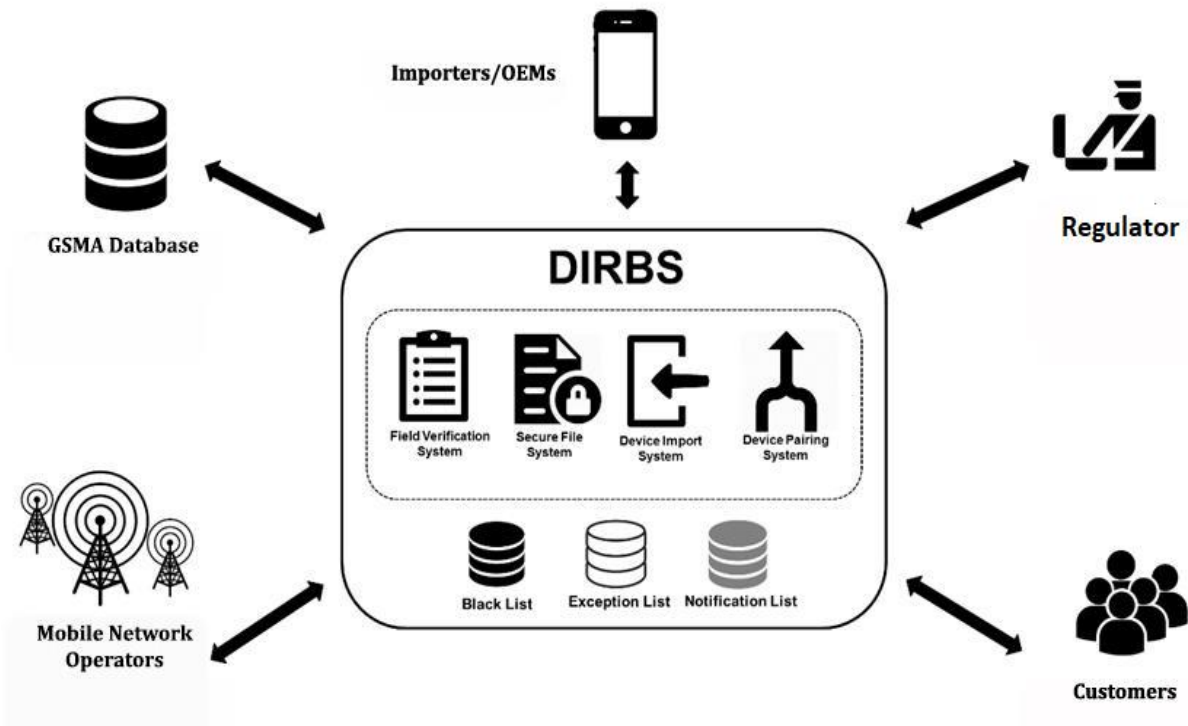 Importers/OEMs
GSMA Database
Regulator
DIRBS
Field Verification
System
Secure File
System
Device Import
System
Device Pairing
System
Black List
Exception List
Notification List
Mobile Network
Operators
Customers